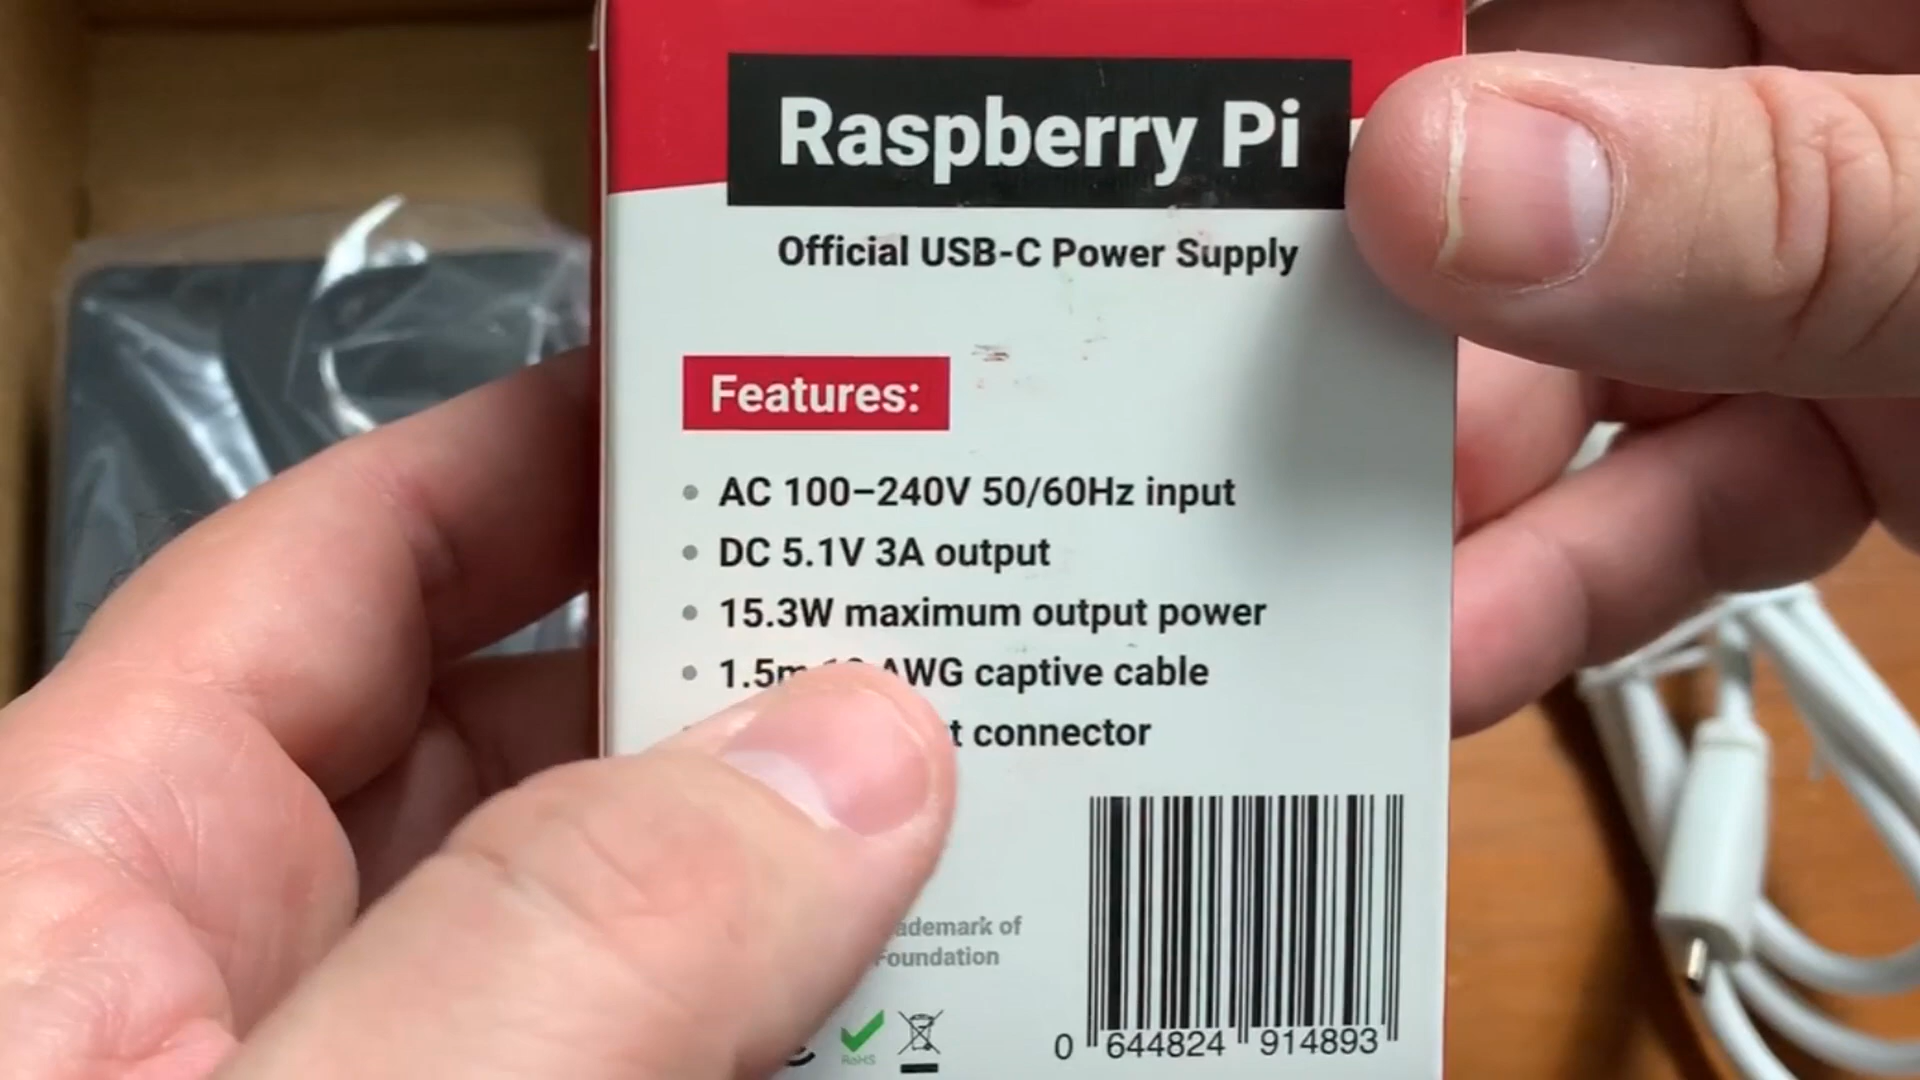 Raspberry Pi
Official USB-C Power Supply
Features:
AC 100–240V 50/60Hz input
DC 5.1V 3A output
15.3W maximum output power
1.5m AWG captive cable
connector
of
Foundation
RoHS
0 644824 914893